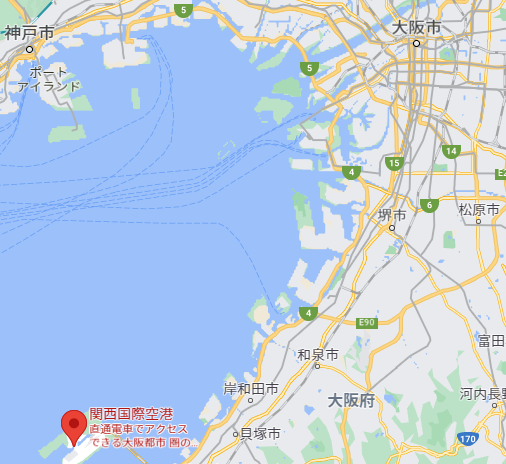 神戸市
5
大阪市
ポート
アイランド
5
14
15
4
松原市
6
堺市
4
E90
和泉市
富田
岸和田市
大阪府
河内長野
関西国際空港
直通電車でアクセス
できる大阪都市 圏の...
貝塚市
170